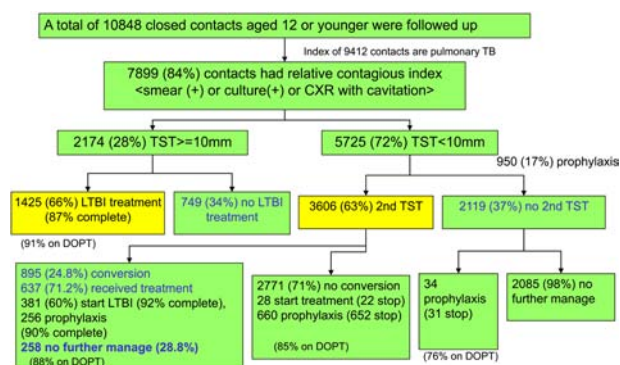 A total of 10848 closed contacts aged 12 or younger were followed up
Index of 9412 contacts are pulmonary TB
7899 (84%) contacts had relative contagious index
<smear (+) or culture(+) or CXR with cavitation>
2174 (28%) TST>=10mm
5725 (72%) TST<10mm
950 (17%) prophylaxis
1425 (66%) LTBI treatment
(87% complete)
749 (34%) no LTBI
treatment
3606 (63%) 2nd TST
2119 (37%) no 2nd TST
(91% on DOPT)
895 (24.8%) conversion
637 (71.2%) received treatment
381 (60%) start LTBI (92% complete),
256 prophylaxis
(90% complete)
258 no further manage (28.8%)
(88% on DOPT)
2771 (71%) no conversion
28 start treatment (22 stop)
660 prophylaxis (652 stop)
(85% on DOPT)
34
prophylaxis
(31 stop)
(76% on DOPT)
2085 (98%) no
further manage